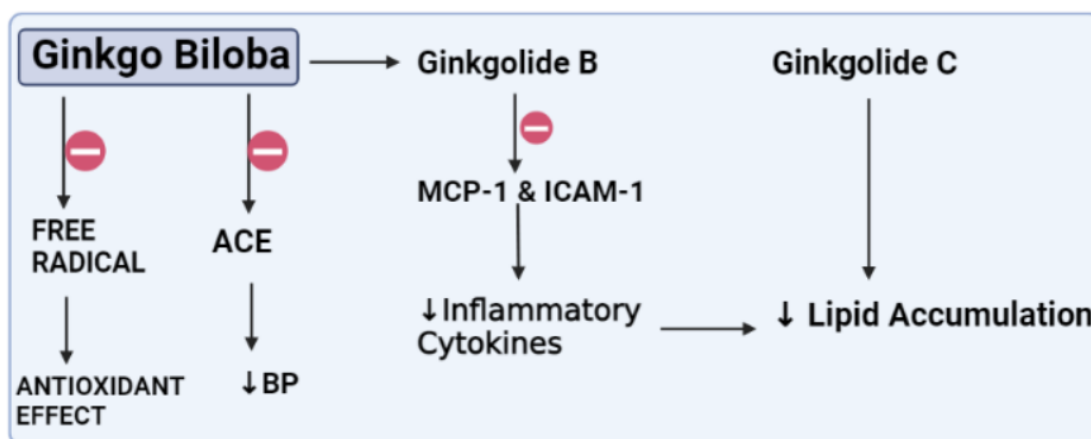 Ginkgo Biloba
Ginkgolide B
Ginkgolide C
MCP-1 & ICAM-1
FREE
RADICAL
ACE
↓Inflammatory
Cytokines
↓ Lipid Accumulation
ANTIOXIDANT
EFFECT
↓BP